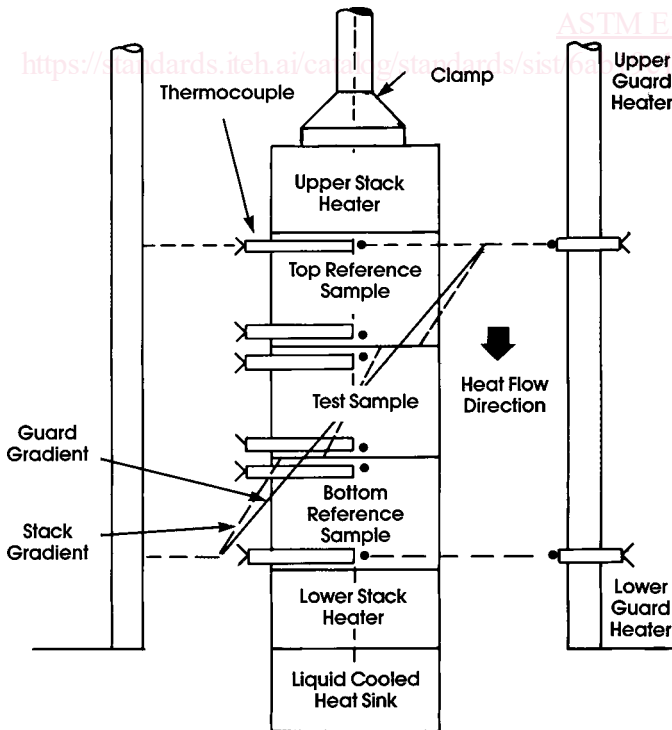 ASTM E
https://standards.iteh.ai/catalog/standards/sist/6ab
Clamp
Thermocouple
Upper
Guard
Heater
Upper Stack
Heater
Top Reference
Sample
Heat Flow
Direction
Test Sample
Guard
Gradient
Stack
Gradient
Bottom
Reference
Sample
Lower Stack
Heater
Lower
Guard
Heater
Liquid Cooled
Heat Sink